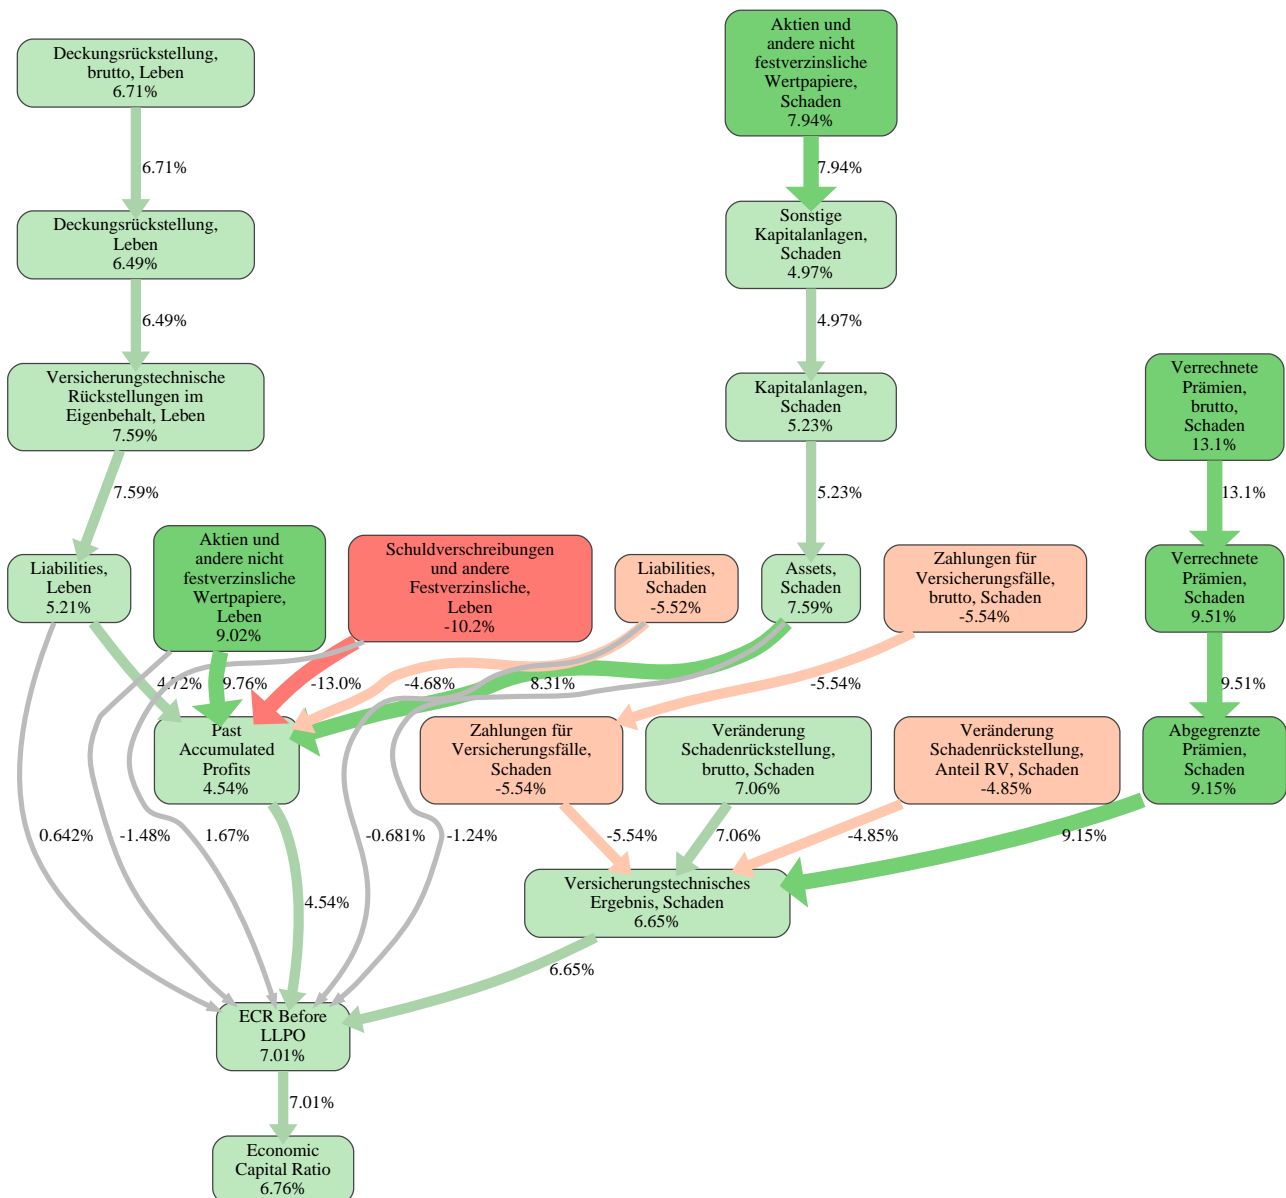 Aktien und
andere nicht
festverzinsliche
Wertpapiere,
Schaden
7.94%
Deckungsrückstellung,
brutto, Leben
6.71%
6.71%
7.94%
Deckungsrückstellung,
Leben
6.49%
Sonstige
Kapitalanlagen,
Schaden
4.97%
6.49%
4.97%
Versicherungstechnische
Rückstellungen im
Eigenbehalt, Leben
7.59%
Kapitalanlagen,
Schaden
5.23%
Verrechnete
Prämien,
brutto,
Schaden
13.1%
7.59%
5.23%
13.1%
Liabilities,
Leben
5.21%
Aktien und
andere nicht
festverzinsliche
Wertpapiere,
Leben
9.02%
Schuldverschreibungen
und andere
Festverzinsliche,
Leben
-10.2%
Liabilities,
Schaden
-5.52%
Assets,
Schaden
7.59%
Zahlungen für
Versicherungsfälle,
brutto, Schaden
-5.54%
Verrechnete
Prämien,
Schaden
9.51%
4.72%
9.76%
-13.0%
-4.68%
8.31%
-5.54%
9.51%
Past
Accumulated
Profits
4.54%
Zahlungen für
Versicherungsfälle,
Schaden
-5.54%
Veränderung
Schadenrückstellung,
brutto, Schaden
7.06%
Veränderung
Schadenrückstellung,
Anteil RV, Schaden
-4.85%
Abgegrenzte
Prämien,
Schaden
9.15%
0.642%
-1.48%
1.67%
-0.681%
-1.24%
-5.54%
7.06%
-4.85%
9.15%
4.54%
Versicherungstechnisches
Ergebnis, Schaden
6.65%
6.65%
ECR Before
LLPO
7.01%
7.01%
Economic
Capital Ratio
6.76%